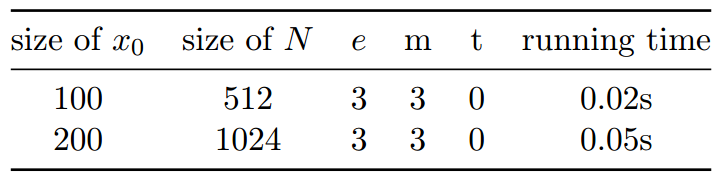 size of x₀ size of N e m t running time
100 512 3 3 0 0.02s
200 1024 3 3 0 0.05s